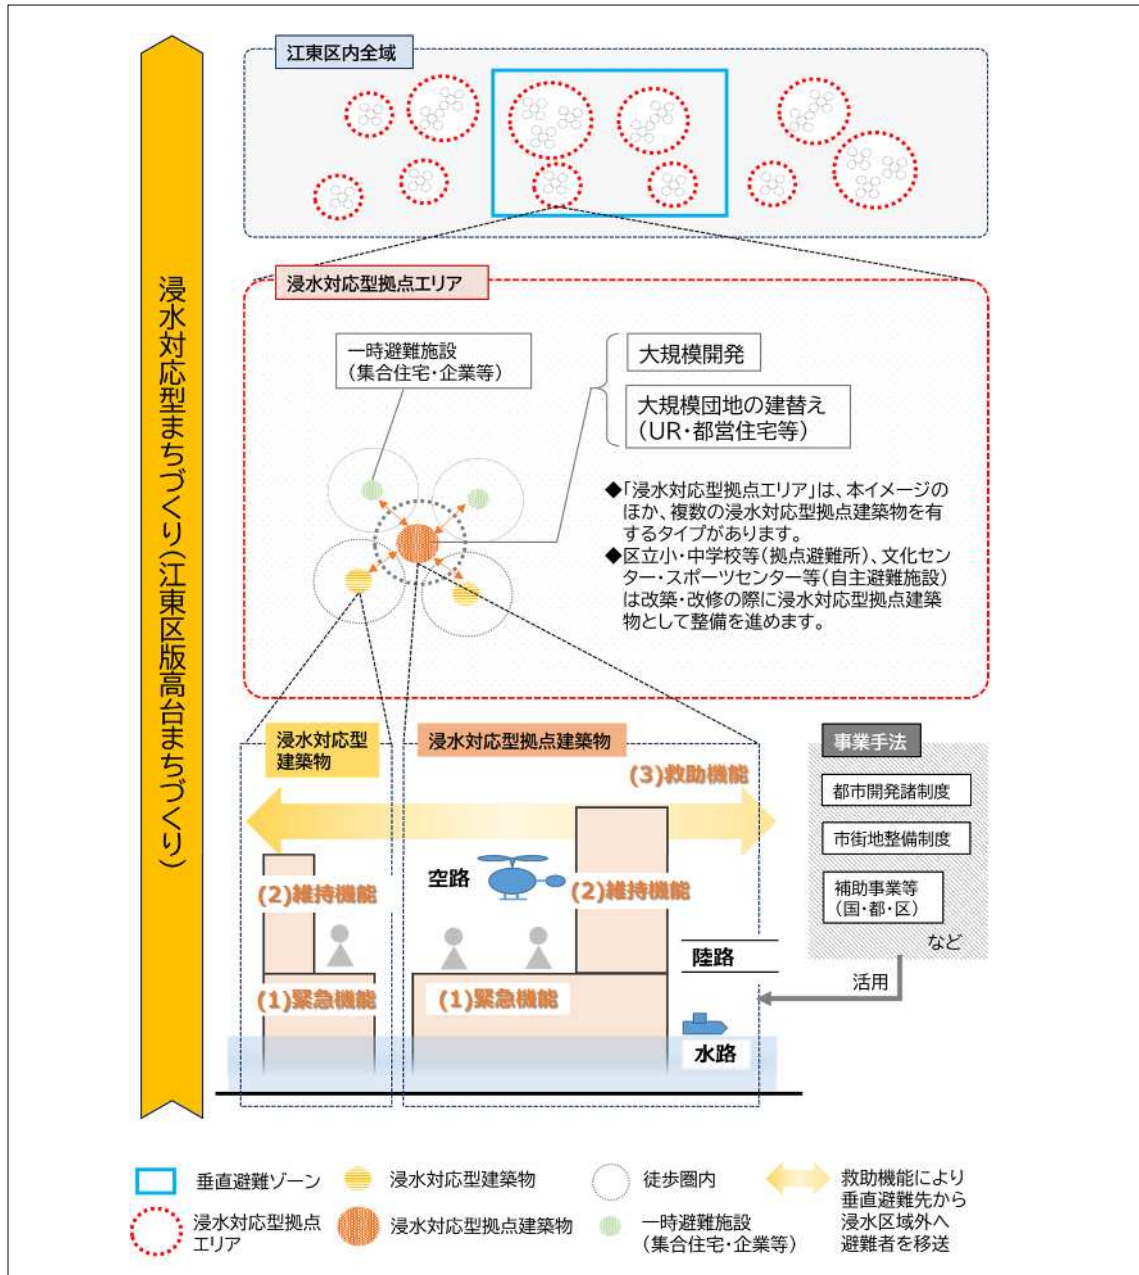 江東区内全域
浸水対応型まちづくり(江東区版高台まちづくり)
浸水対応型拠点エリア
一時避難施設
(集合住宅・企業等)
大規模開発
大規模団地の建替え
(UR・都営住宅等)
◆「浸水対応型拠点エリア」は、本イメージの
ほか、複数の浸水対応型拠点建築物を有
するタイプがあります。
◆区立小・中学校等(拠点避難所)、文化セン
ター・スポーツセンター等(自主避難施設)
は改築・改修の際に浸水対応型拠点建築
物として整備を進めます。
浸水対応型
建築物
浸水対応型拠点建築物
(3)救助機能
空路
(2)維持機能
(2)維持機能
(1)緊急機能
(1)緊急機能
陸路
水路
事業手法
都市開発諸制度
市街地整備制度
補助事業等
(国・都・区)
など
活用
垂直避難ゾーン
浸水対応型建築物
徒歩圏内
救助機能により
垂直避難先から
浸水区域外へ
避難者を移送
浸水対応型拠点
エリア
浸水対応型拠点建築物
一時避難施設
(集合住宅・企業等)